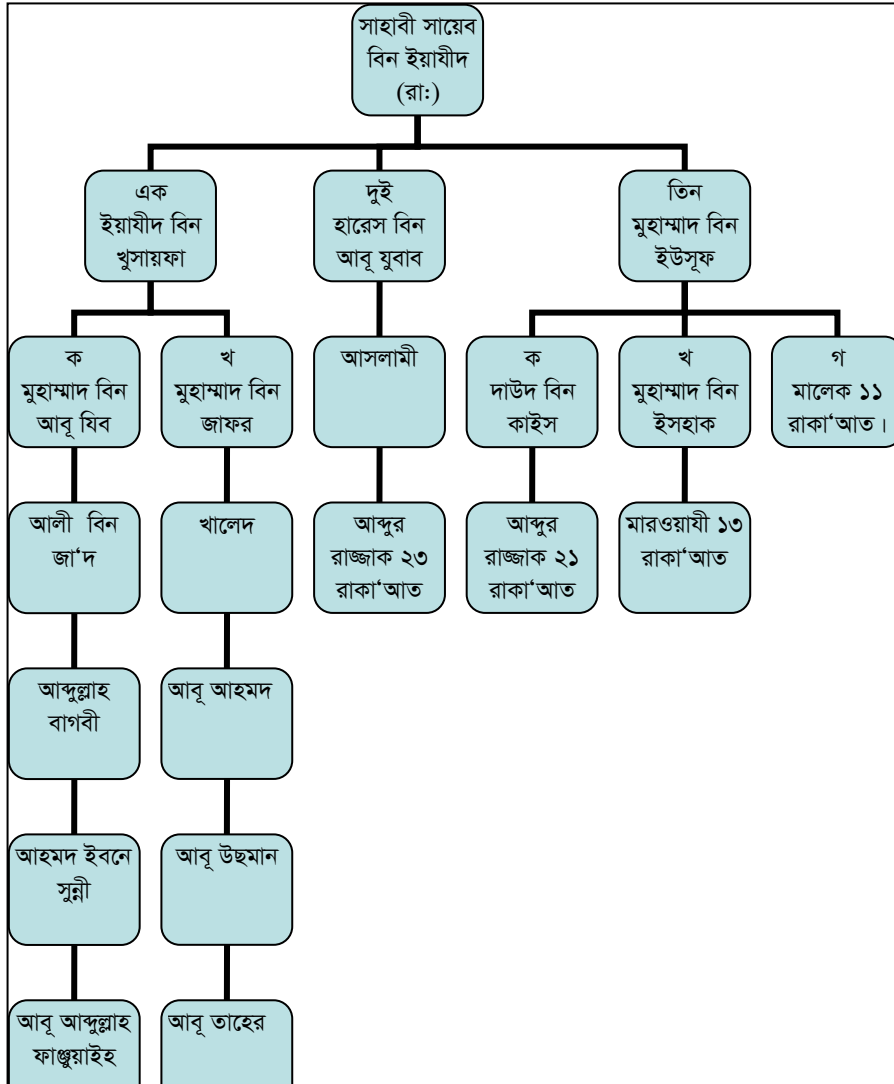 সাহাবী সায়েব
বিন ইয়াযীদ
(রা:)
এক
ইয়াযীদ বিন
খুসায়ফা
দুই
হারেস বিন
আবূ যুবাব
তিন
মুহাম্মাদ বিন
ইউসূফ
ক
মুহাম্মাদ বিন
আবূ যিব
খ
মুহাম্মাদ বিন
জাফর
আসলামী
ক
দাউদ বিন
কাইস
খ
মুহাম্মাদ বিন
ইসহাক
গ
মালেক ১১
রাকা‘আত।
আলী বিন
জা‘দ
খালেদ
আব্দুর
রাজ্জাক ২৩
রাকা‘আত
আব্দুর
রাজ্জাক ২১
রাকা‘আত
মারওয়াযী ১৩
রাকা‘আত
আব্দুল্লাহ
বাগবী
আবূ আহমদ
আহমদ ইবনে
সুন্নী
আবূ উছমান
আবূ আব্দুল্লাহ
ফাঞ্জুয়াইহ
আবূ তাহের